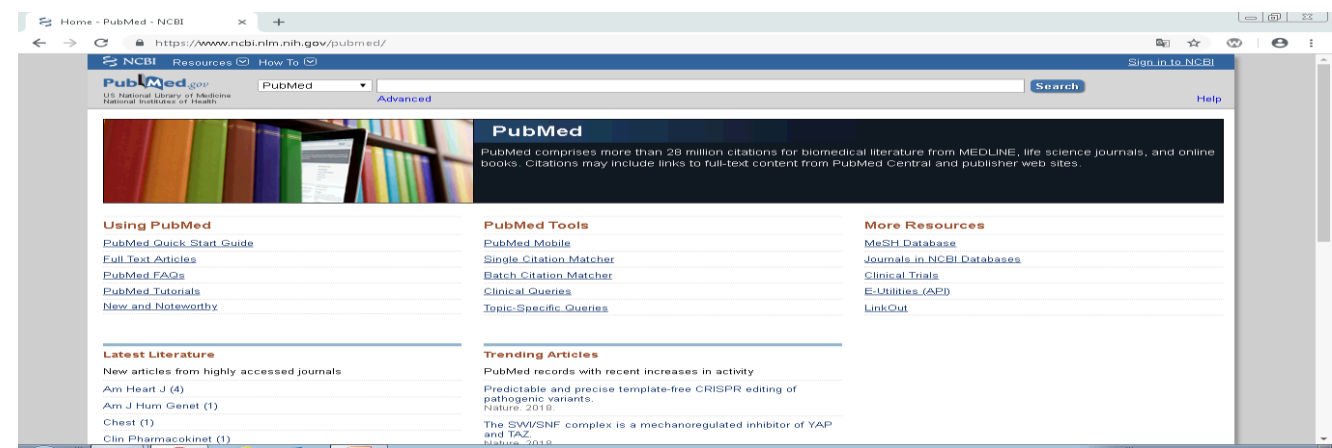 Home - PubMed - NCBI
https://www.ncbi.nlm.nih.gov/pubmed/
NCBI Resources How To Sign in to NCBI
PubMed.gov
US National Library of Medicine
National Institutes of Health
PubMed
Search
Advanced
Help
PubMed
PubMed comprises more than 28 million citations for biomedical literature from MEDLINE, life science journals, and online
books. Citations may include links to full-text content from PubMed Central and publisher web sites.
Using PubMed
PubMed Quick Start Guide
Full Text Articles
PubMed FAQs
PubMed Tutorials
New and Noteworthy
PubMed Tools
PubMed Mobile
Single Citation Matcher
Batch Citation Matcher
Clinical Queries
Topic-Specific Queries
More Resources
MeSH Database
Journals in NCBI Databases
Clinical Trials
E-Utilities (API)
LinkOut
Latest Literature
New articles from highly accessed journals
Am Heart J (4)
Am J Hum Genet (1)
Chest (1)
Clin Pharmacokinet (1)
Trending Articles
PubMed records with recent increases in activity
Predictable and precise template-free CRISPR editing of
pathogenic variants.
Nature. 2018.
The SWI/SNF complex is a mechanoregulated inhibitor of YAP
and TAZ.
Nature. 2018.